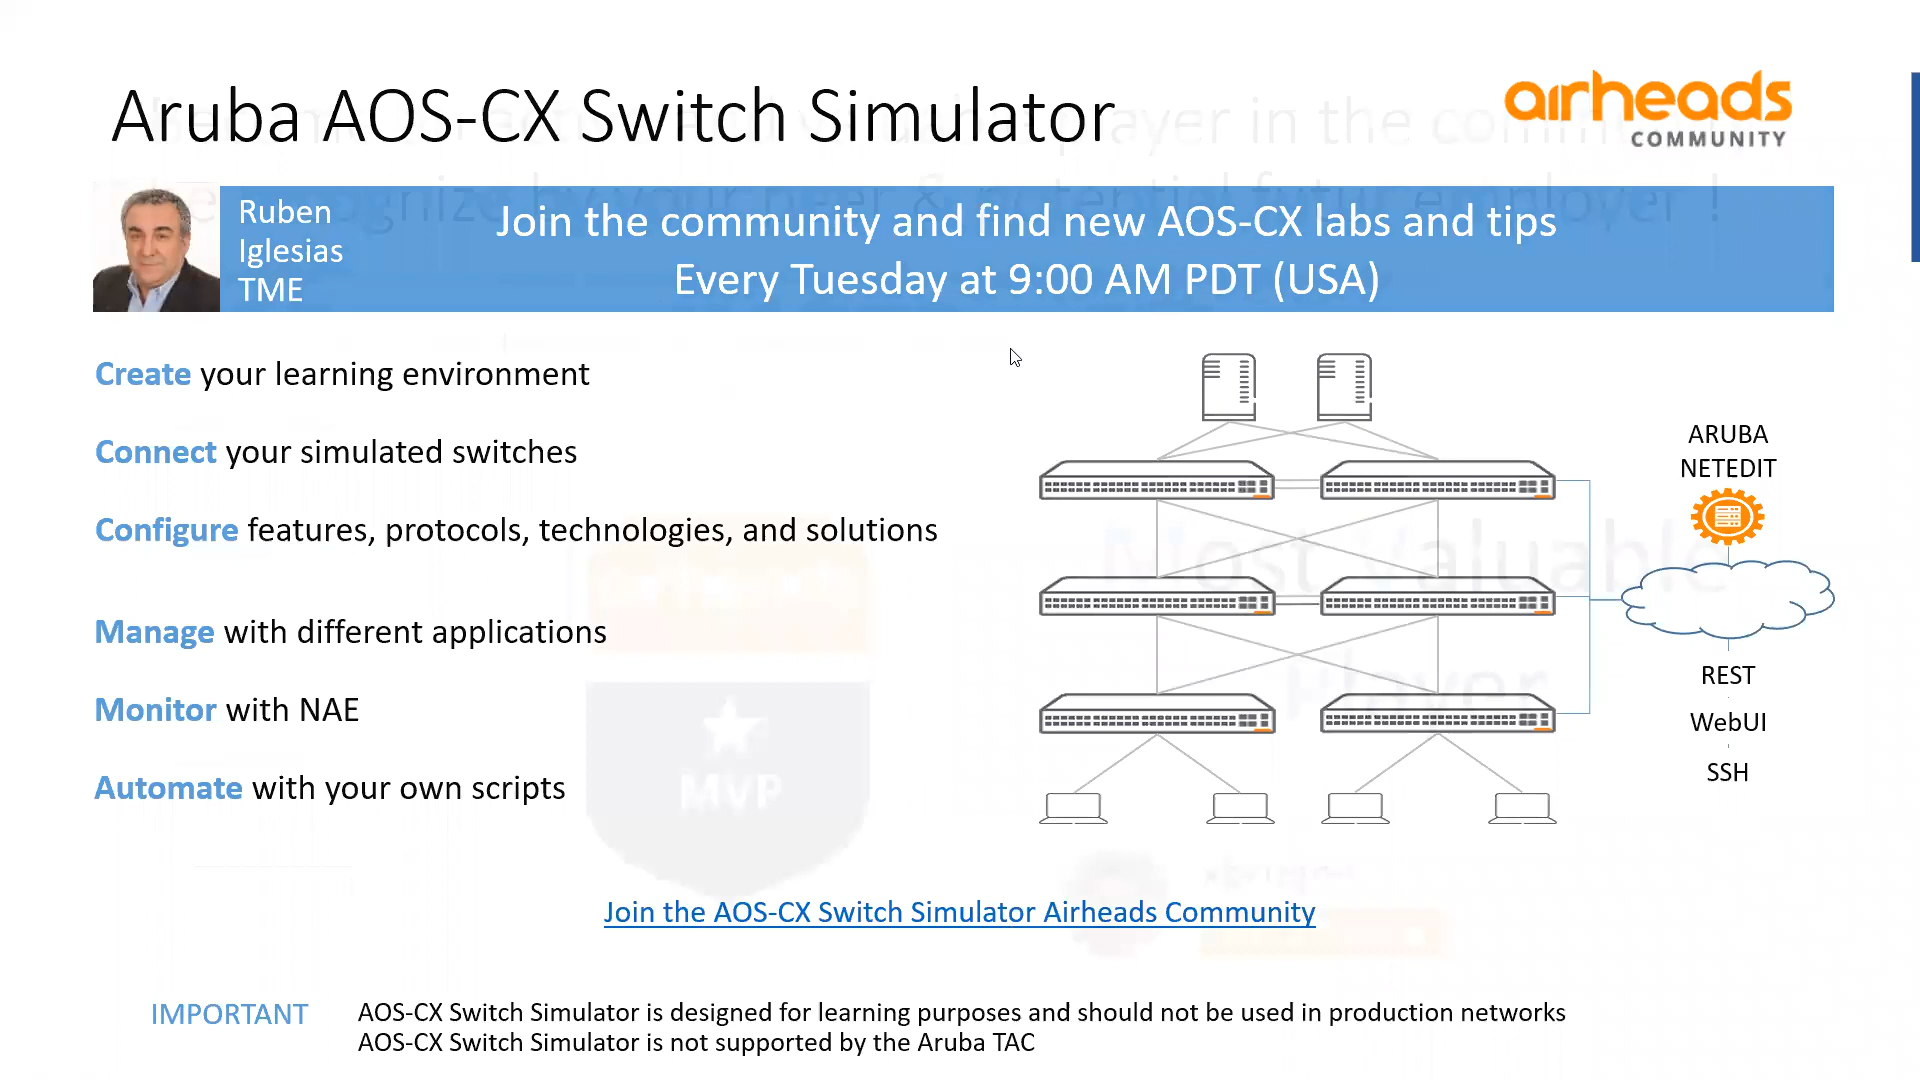 Aruba AOS-CX Switch Simulator
airheads
COMMUNITY
Ruben
Iglesias
TME
Join the community and find new AOS-CX labs and tips
Every Tuesday at 9:00 AM PDT (USA)
Create your learning environment
Connect your simulated switches
Configure features, protocols, technologies, and solutions
Manage with different applications
Monitor with NAE
Automate with your own scripts
ARUBA
NETEDIT
REST
WebUI
SSH
Most Valuable
Player
MVP
Join the AOS-CX Switch Simulator Airheads Community
IMPORTANT
AOS-CX Switch Simulator is designed for learning purposes and should not be used in production networks
AOS-CX Switch Simulator is not supported by the Aruba TAC